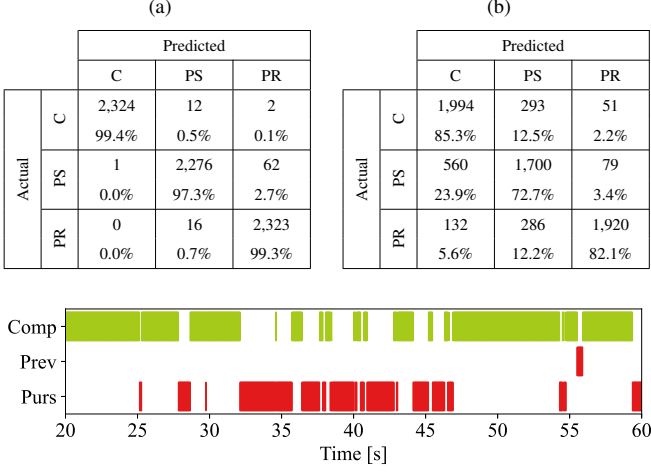 (a) (b)
Predicted Predicted
C PS PR C PS PR
Actual C 2,324 12 2 Actual C 1,994 293 51
99.4% 0.5% 0.1% 85.3% 12.5% 2.2%
PS 1 2,276 62 PS 560 1,700 79
0.0% 97.3% 2.7% 23.9% 72.7% 3.4%
PR 0 16 2,323 PR 132 286 1,920
0.0% 0.7% 99.3% 5.6% 12.2% 82.1%
Comp
Prev
Purs
20 25 30 35 40 45 50 55 60
Time [s]